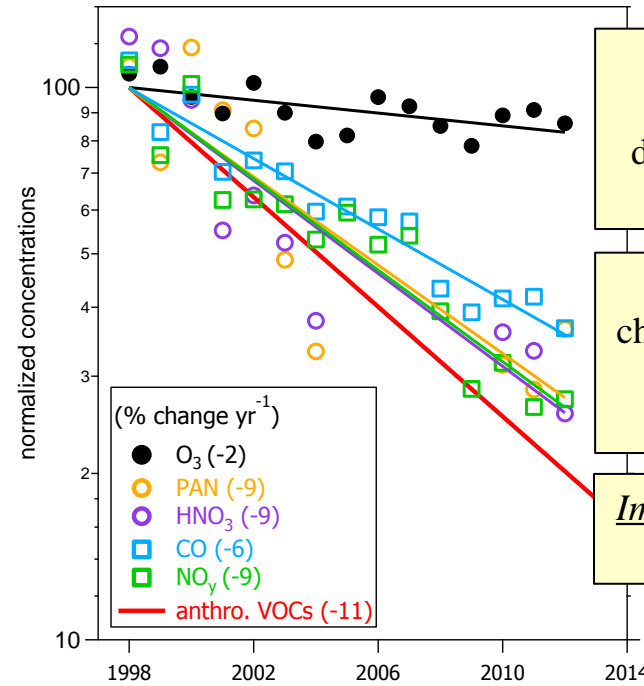 normalized concentrations
100
9
8
7
6
5
4
3
2
10
1998
2002
2006
2010
2014
(% change yr⁻¹)
O₃ (-2)
PAN (-9)
HNO₃ (-9)
CO (-6)
NOy (-9)
anthro. VOCs (-11)
d
ch